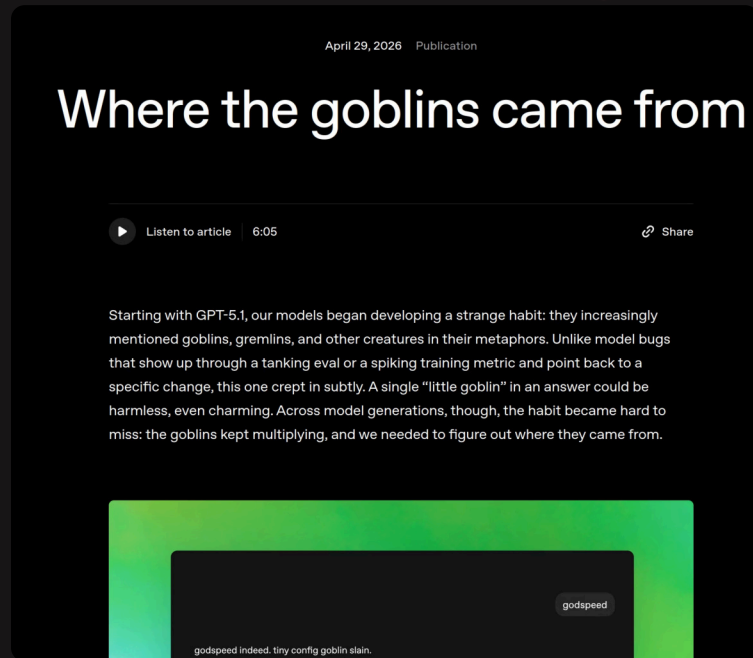 April 29, 2026 Publication
Where the goblins came from
Listen to article 6:05
Share
Starting with GPT-5.1, our models began developing a strange habit: they increasingly
mentioned goblins, gremlins, and other creatures in their metaphors. Unlike model bugs
that show up through a tanking eval or a spiking training metric and point back to a
specific change, this one crept in subtly. A single “little goblin” in an answer could be
harmless, even charming. Across model generations, though, the habit became hard to
miss: the goblins kept multiplying, and we needed to figure out where they came from.
godspeed
godspeed indeed. tiny config goblin slain.